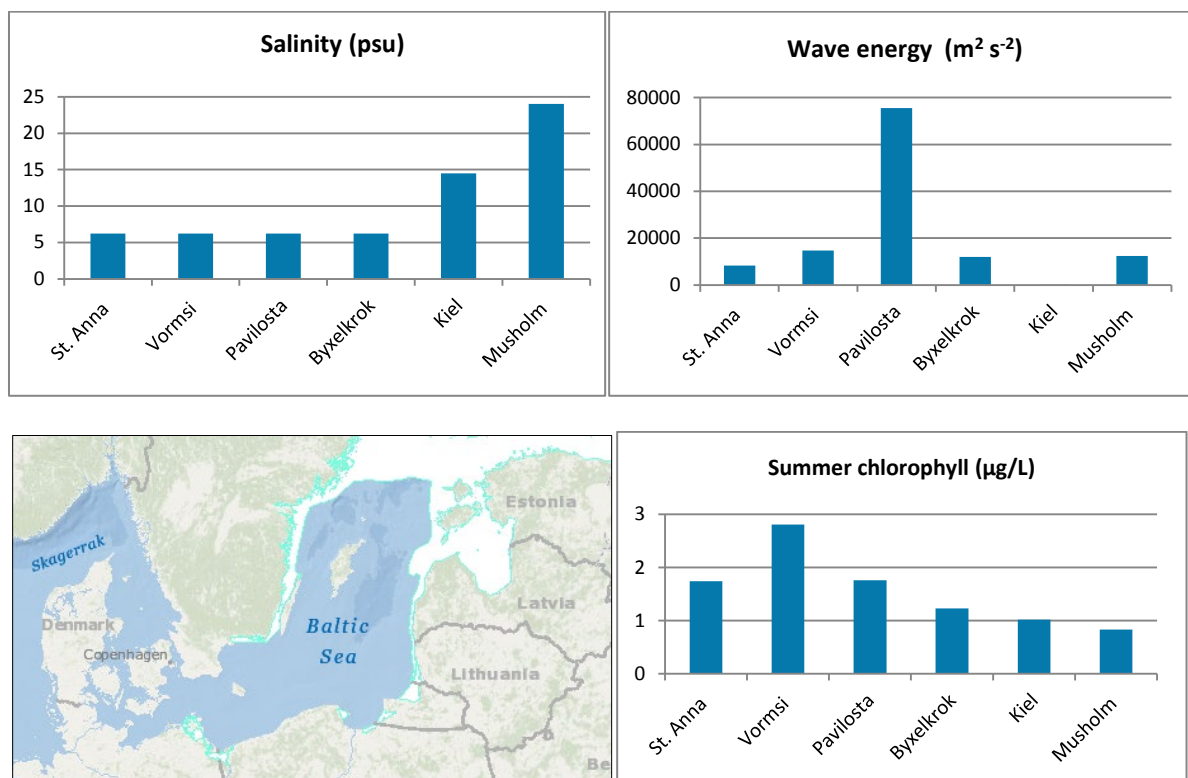 Salinity (psu)
25
20
15
10
5
0
St. Anna
Vormsi
Pavilosta
Byxelkrok
Kiel
Musholm
Wave energy (m² s⁻²)
80000
60000
40000
20000
0
St. Anna
Vormsi
Pavilosta
Byxelkrok
Kiel
Musholm
Skagerrak
Denmark
Copenhagen
Baltic
Sea
Estonia
Latvia
Lithuania
Be
Summer chlorophyll (µg/L)
3
2
1
0
St. Anna
Vormsi
Pavilosta
Byxelkrok
Kiel
Musholm